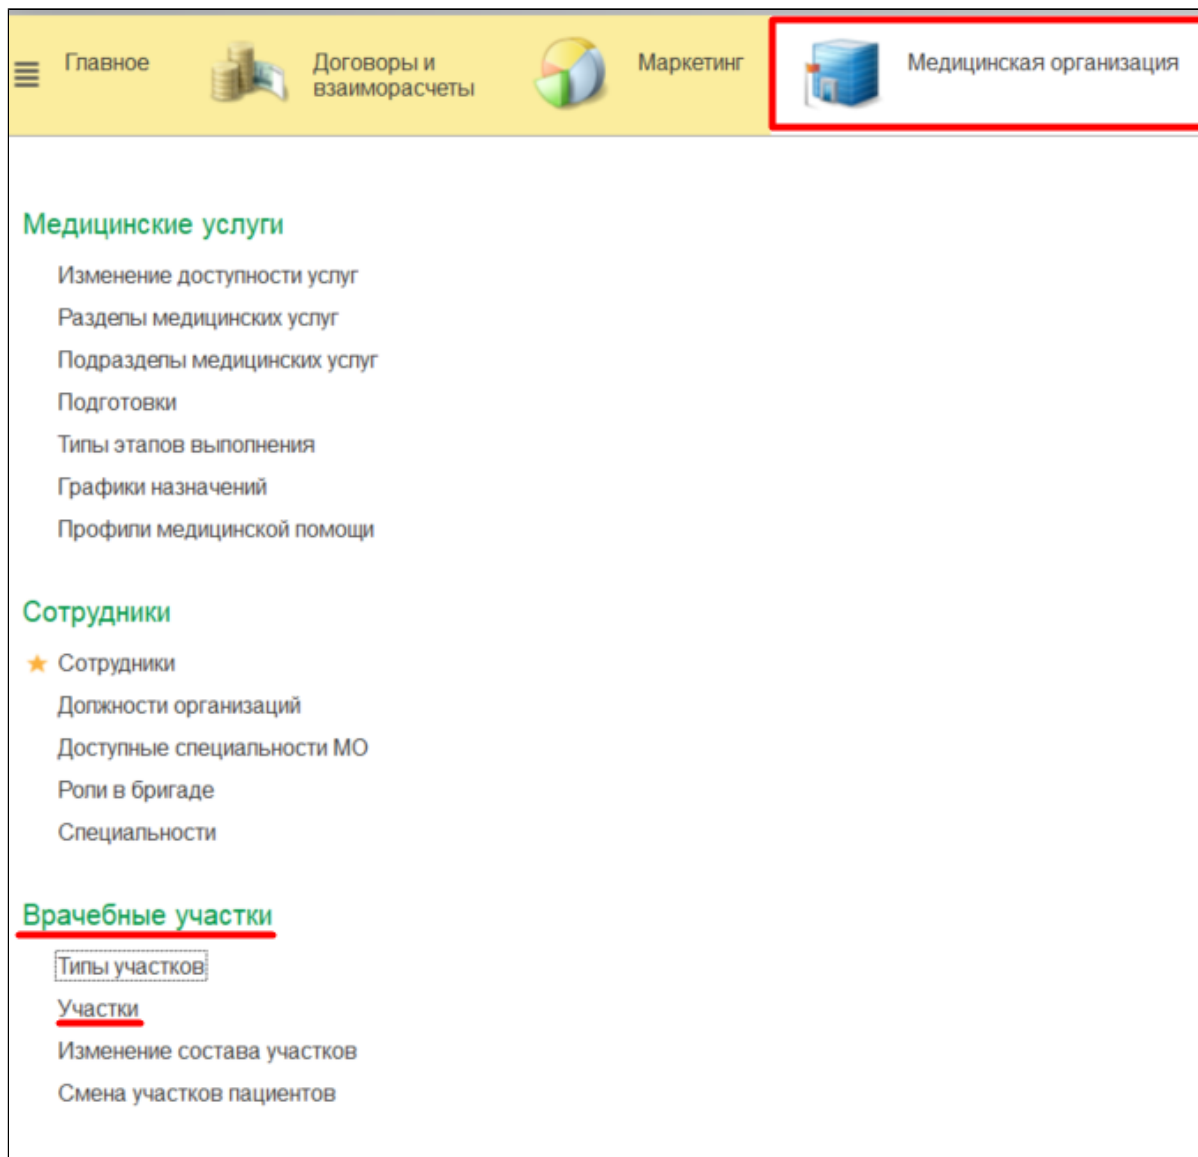 Главное
Договоры и
взаиморасчеты
Маркетинг
Медицинская организация
Медицинские услуги
Изменение доступности услуг
Разделы медицинских услуг
Подразделы медицинских услуг
Подготовки
Типы этапов выполнения
Графики назначений
Профили медицинской помощи
Сотрудники
Сотрудники
Должности организаций
Доступные специальности МО
Роли в бригаде
Специальности
Врачебные участки
Типы участков
Участки
Изменение состава участков
Смена участков пациентов